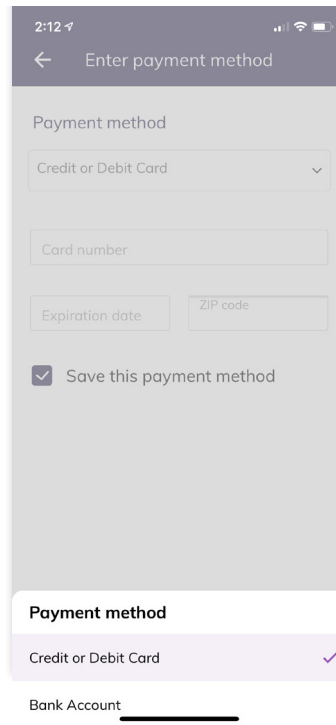 2:12
Enter payment method
Payment method
Credit or Debit Card
Card number
Expiration date
ZIP code
Save this payment method
Payment method
Credit or Debit Card
Bank Account